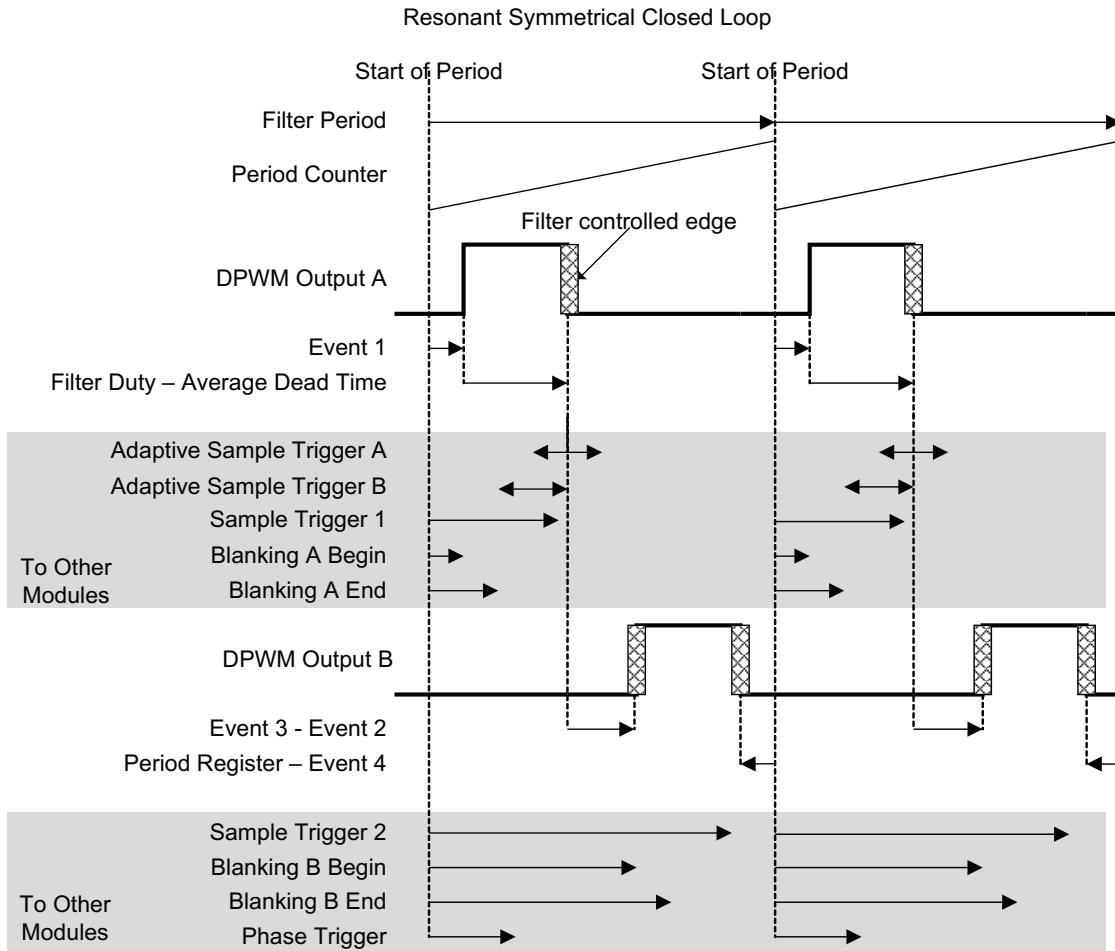 Resonant Symmetrical Closed Loop
Start of Period
Start of Period
Filter Period
Period Counter
Filter controlled edge
DPWM Output A
Event 1
Filter Duty – Average Dead Time
Adaptive Sample Trigger A
Adaptive Sample Trigger B
Sample Trigger 1
Blanking A Begin
Blanking A End
To Other
Modules
DPWM Output B
Event 3 - Event 2
Period Register – Event 4
Sample Trigger 2
Blanking B Begin
Blanking B End
Phase Trigger
To Other
Modules